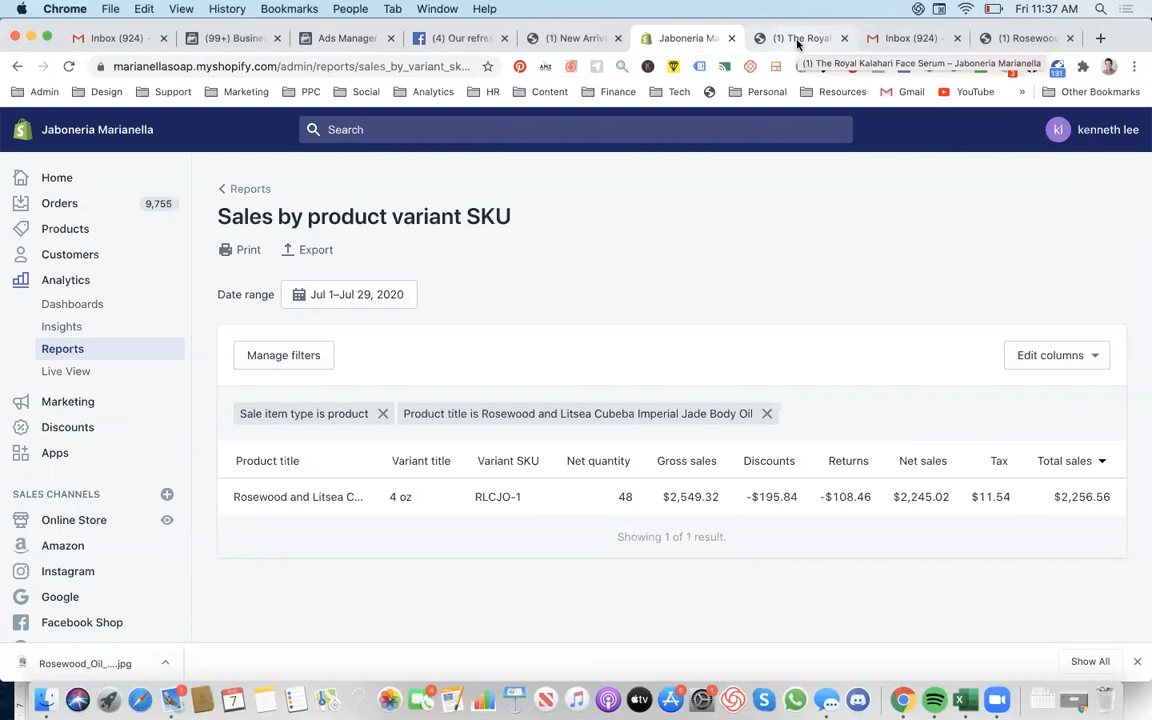 Chrome File Edit View History Bookmarks People Tab Window Help Fri 11:37 AM
Inbox (924) - (99+) Busine Ads Manager (4) Our refres (1) New Arriva Jaboneria Ma (1) The Royal Inbox (924) - (1) Rosewoo
marianellasoap.myshopify.com/admin/reports/sales_by_variant_sk...
(1) The Royal Kalahari Face Serum – Jaboneria Marianella
3 131
Admin Design Support Marketing PPC Social Analytics HR Content Finance Tech Personal Resources Gmail YouTube » Other Bookmarks
Jaboneria Marianella
Search
kl kenneth lee
Home
Orders 9,755
Products
Customers
Analytics
Dashboards
Insights
Reports
Live View
Marketing
Discounts
Apps
SALES CHANNELS
Online Store
Amazon
Instagram
Google
Facebook Shop
Reports
Sales by product variant SKU
Print Export
Date range Jul 1–Jul 29, 2020
Manage filters Edit columns
Sale item type is product Product title is Rosewood and Litsea Cubeba Imperial Jade Body Oil
Product title Variant title Variant SKU Net quantity Gross sales Discounts Returns Net sales Tax Total sales
Rosewood and Litsea C... 4 oz RLCJO-1 48 $2,549.32 -$195.84 -$108.46 $2,245.02 $11.54 $2,256.56
Showing 1 of 1 result.
Rosewood_Oil_....jpg Show All